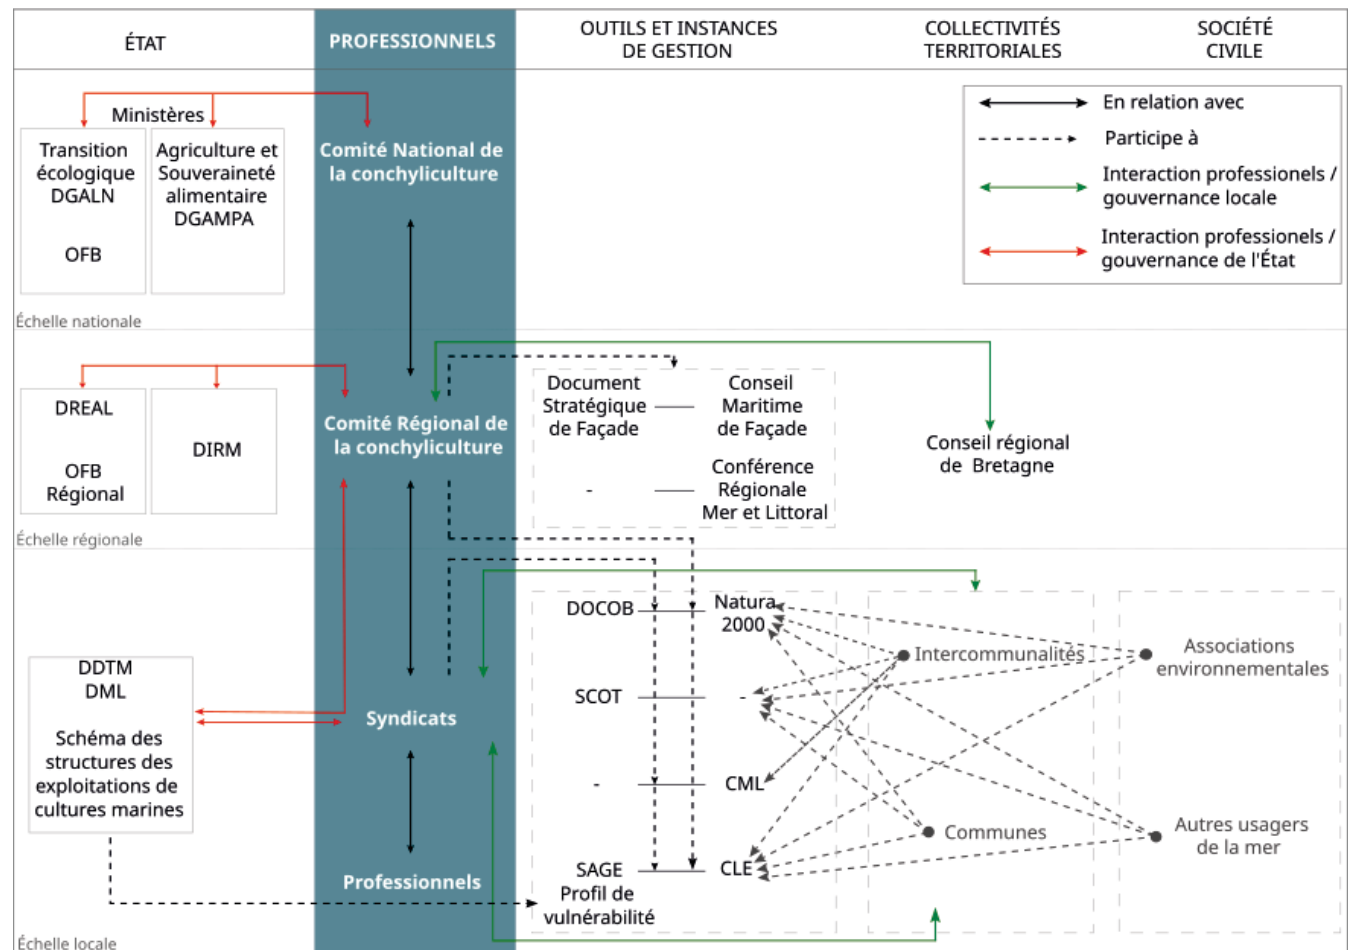 ÉTAT
PROFESSIONNELS
OUTILS ET INSTANCES
DE GESTION
COLLECTIVITÉS
TERRITORIALES
SOCIÉTÉ
CIVILE
Ministères
Transition
écologique
DGALN
OFB
Agriculture et
Souveraineté
alimentaire
DGAMPA
Comité National de
la conchyliculture
En relation avec
Participe à
Interaction professionels /
gouvernance locale
Interaction professionels /
gouvernance de l'État
Échelle nationale
DREAL
OFB
Régional
DIRM
Comité Régional de
la conchyliculture
Document
Stratégique
de Façade
Conseil
Maritime
de Façade
-
Conférence
Régionale
Mer et Littoral
Conseil régional
de Bretagne
Échelle régionale
DDTM
DML
Schéma des
structures des
exploitations de
cultures marines
Syndicats
Professionnels
DOCOB
Natura
2000
SCOT
-
-
CML
SAGE
Profil de
vulnérabilité
CLE
Intercommunalités
Communes
Associations
environnementales
Autres usagers
de la mer
Échelle locale